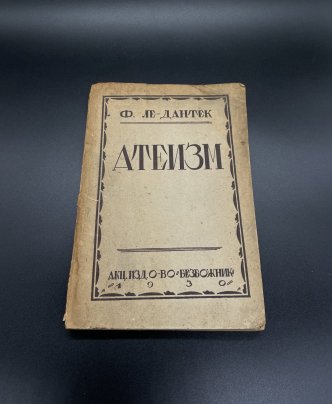 Ф. ЛЕ-ДАНТЕК
АТЕИЗМ
АКЦ. ИЗД. О-ВО "БЕЗБОЖНИК"
1930